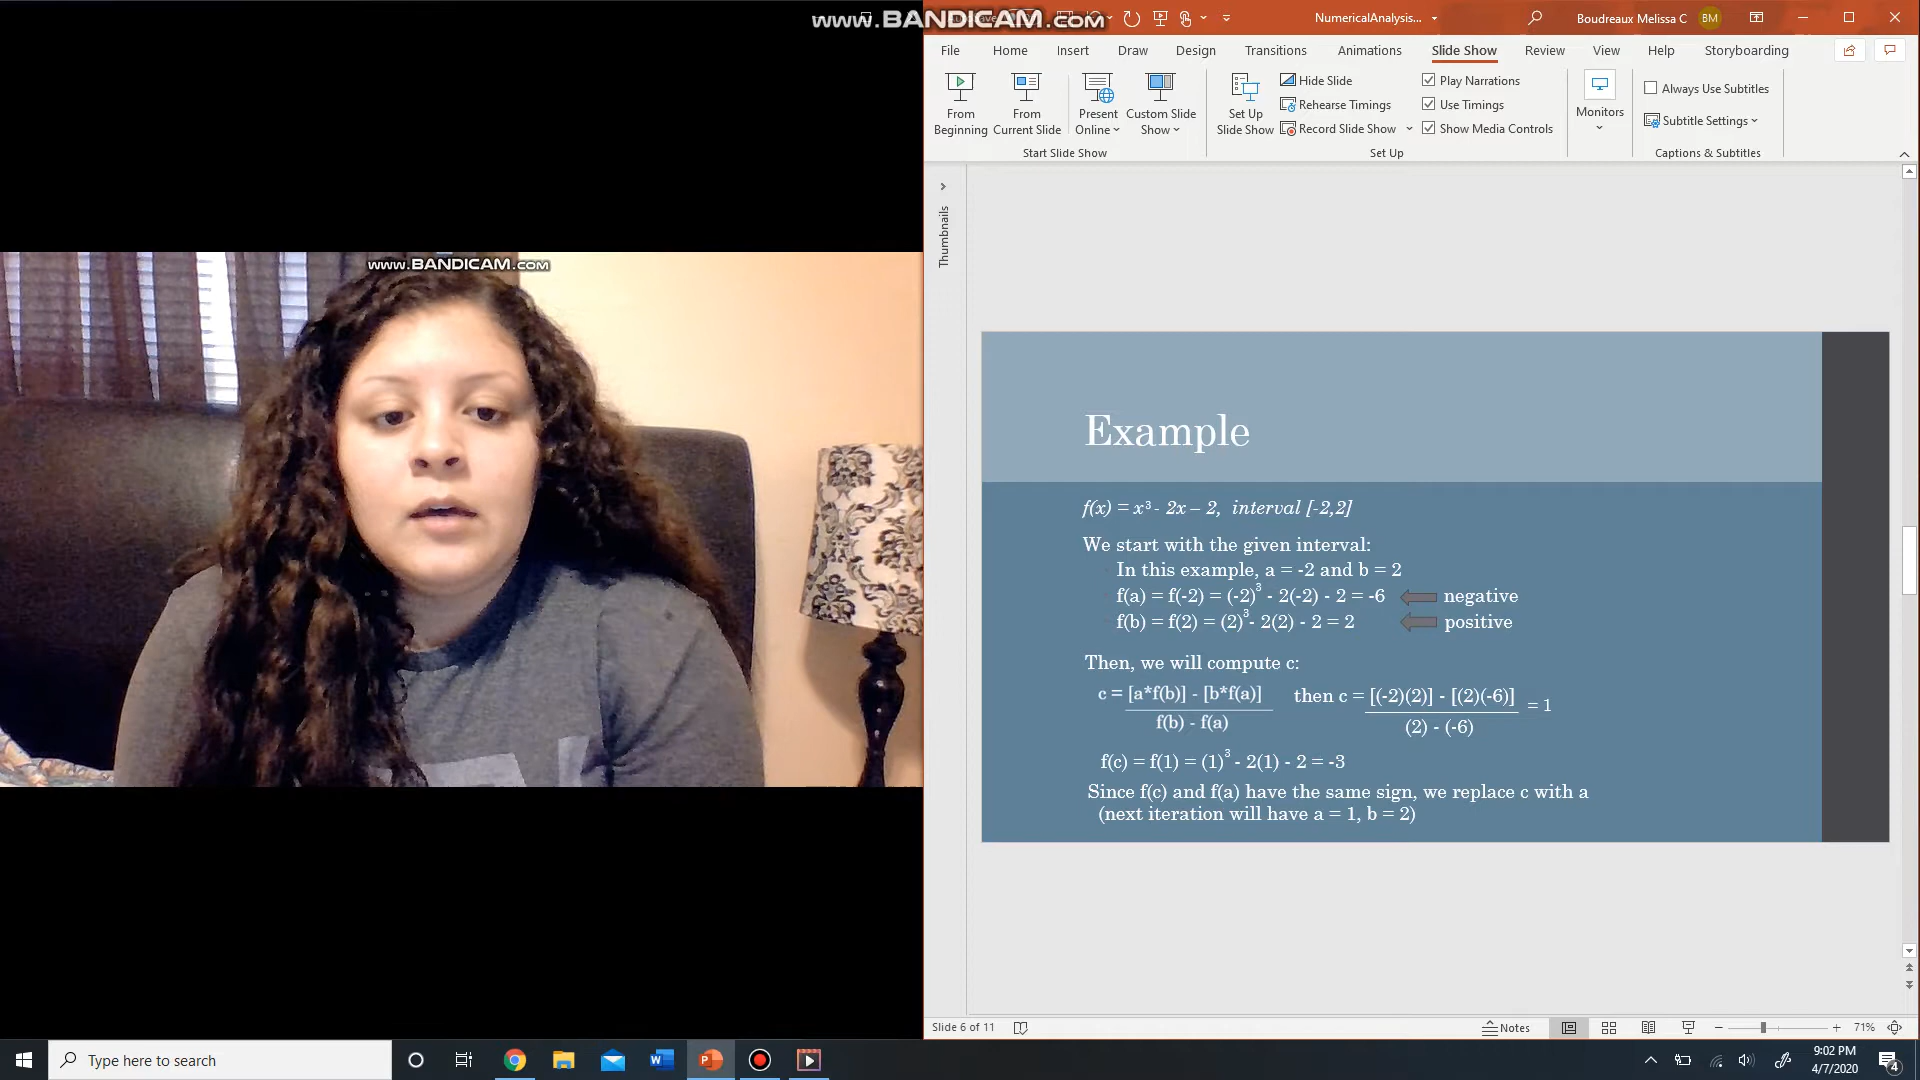 www.BANDICAM.com
NumericalAnalysis...
Boudreaux Melissa C
BM
File
Home
Insert
Draw
Design
Transitions
Animations
Slide Show
Review
View
Help
Storyboarding
From Beginning
From Current Slide
Present Online
Custom Slide Show
Start Slide Show
Set Up Slide Show
Hide Slide
Rehearse Timings
Record Slide Show
Play Narrations
Use Timings
Show Media Controls
Set Up
Monitors
Always Use Subtitles
Subtitle Settings
Captions & Subtitles
Thumbnails
www.BANDICAM.com
Example
f(x) = x³ - 2x – 2, interval [-2,2]
We start with the given interval:
In this example, a = -2 and b = 2
f(a) = f(-2) = (-2)³ - 2(-2) - 2 = -6 negative
f(b) = f(2) = (2)³ - 2(2) - 2 = 2 positive
Then, we will compute c:
c = [a*f(b)] - [b*f(a)] then c = [(-2)(2)] - [(2)(-6)] = 1
f(b) - f(a) (2) - (-6)
f(c) = f(1) = (1)³ - 2(1) - 2 = -3
Since f(c) and f(a) have the same sign, we replace c with a
(next iteration will have a = 1, b = 2)
Slide 6 of 11
Notes
71%
Type here to search
9:02 PM
4/7/2020
4